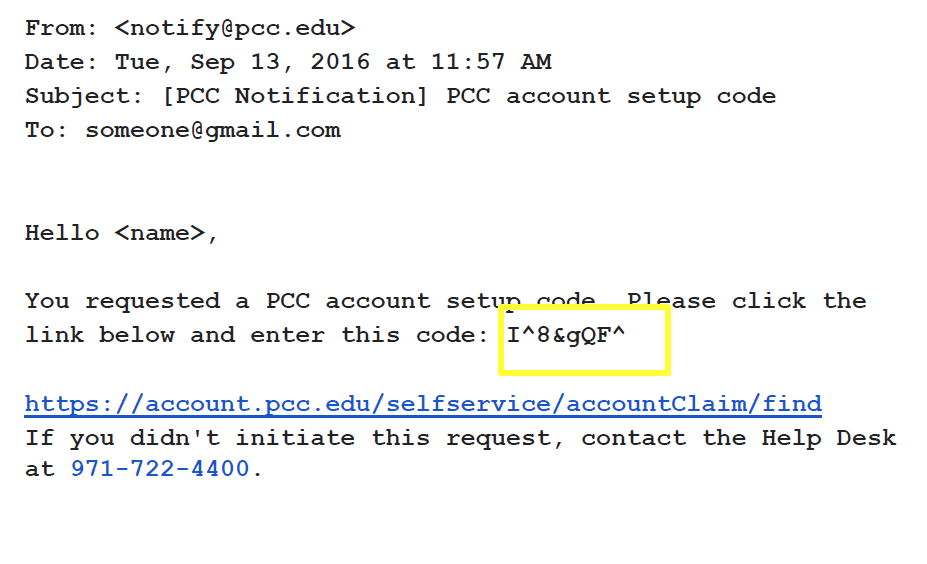 From: <notify@pcc.edu>
Date: Tue, Sep 13, 2016 at 11:57 AM
Subject: [PCC Notification] PCC account setup code
To: someone@gmail.com
Hello <name>,
You requested a PCC account setup code. Please click the
link below and enter this code: I^8&gQF^
https://account.pcc.edu/selfservice/accountClaim/find
If you didn't initiate this request, contact the Help Desk
at 971-722-4400.